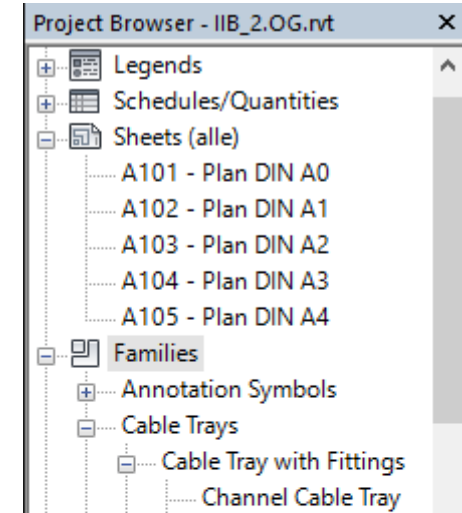 Project Browser - IIB_2.OG.rvt
Legends
Schedules/Quantities
Sheets (alle)
A101 - Plan DIN A0
A102 - Plan DIN A1
A103 - Plan DIN A2
A104 - Plan DIN A3
A105 - Plan DIN A4
Families
Annotation Symbols
Cable Trays
Cable Tray with Fittings
Channel Cable Tray